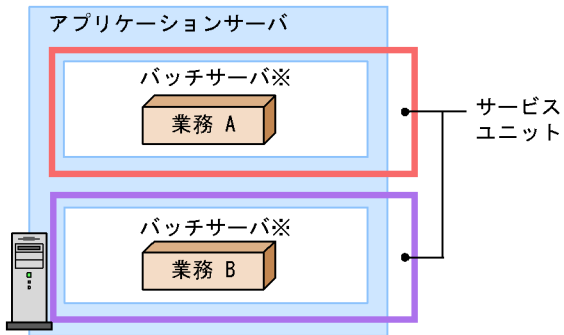 アプリケーションサーバ
バッチサーバ※
業務 A
サービス
ユニット
バッチサーバ※
業務 B